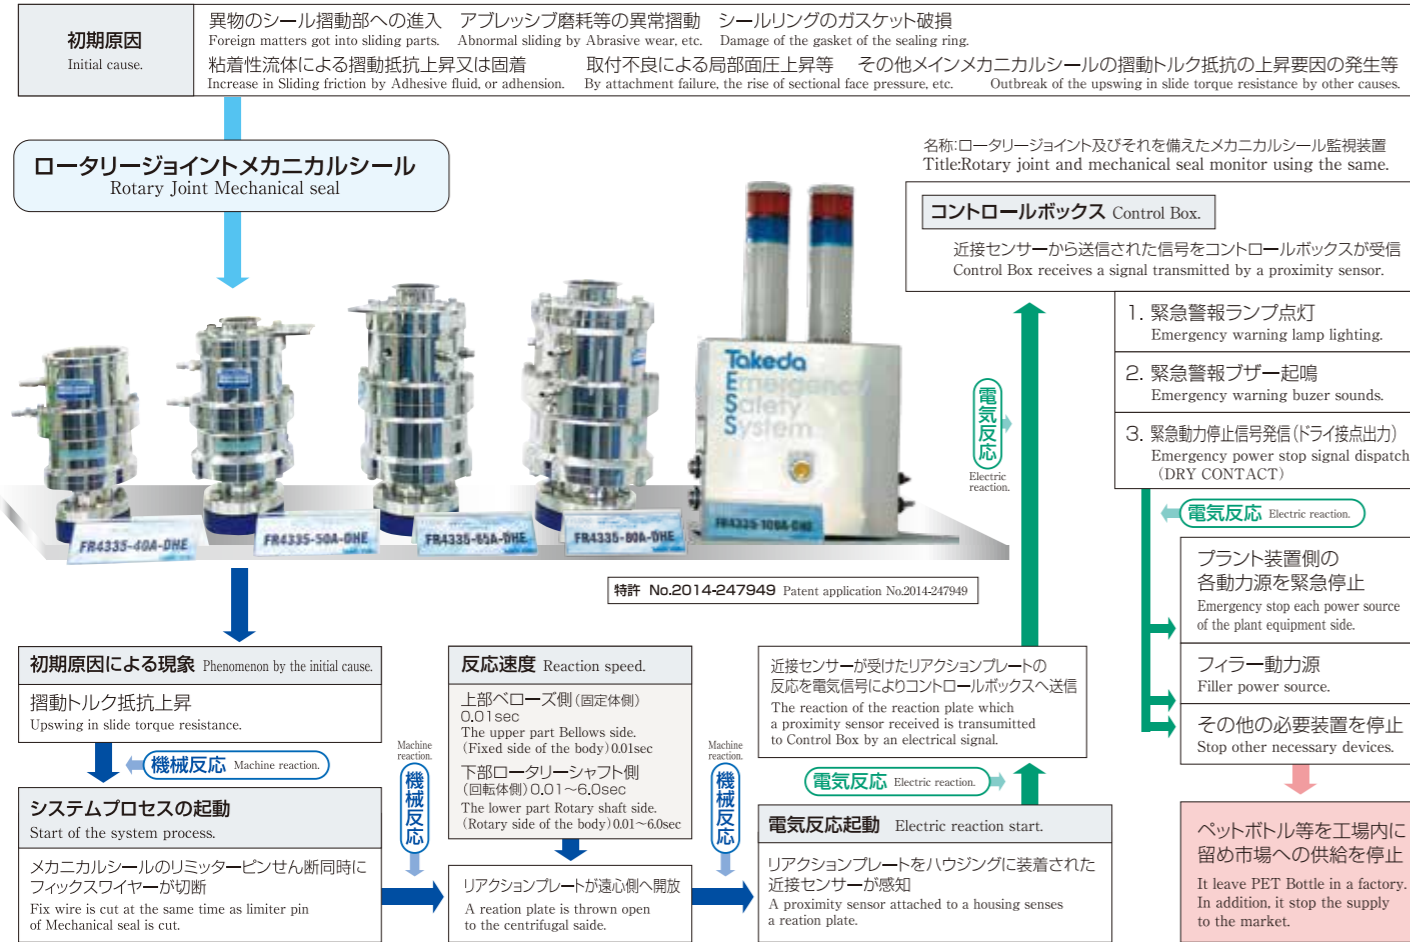 初期原因
Initial cause.
異物のシール摺動部への進入 アブレッシブ磨耗等の異常摺動 シールリングのガスケット破損
Foreign matters got into sliding parts. Abnormal sliding by Abrasive wear, etc. Damage of the gasket of the sealing ring.
粘着性流体による摺動抵抗上昇又は固着 取付不良による局部面圧上昇等 その他メインメカニカルシールの摺動トルク抵抗の上昇要因の発生等
Increase in Sliding friction by Adhesive fluid, or adhension. By attachment failure, the rise of sectional face pressure, etc. Outbreak of the upswing in slide torque resistance by other causes.
ロータリージョイントメカニカルシール
Rotary Joint Mechanical seal
名称:ロータリージョイント及びそれを備えたメカニカルシール監視装置
Title:Rotary joint and mechanical seal monitor using the same.
コントロールボックス Control Box.
近接センサーから送信された信号をコントロールボックスが受信
Control Box receives a signal transmitted by a proximity sensor.
1. 緊急警報ランプ点灯
Emergency warning lamp lighting.
2. 緊急警報ブザー起鳴
Emergency warning buzer sounds.
3. 緊急動力停止信号発信(ドライ接点出力)
Emergency power stop signal dispatch
(DRY CONTACT)
電気反応
Electric
reaction.
Takeda
Emergency
Safety
System
FR4335-40A-DHE
FR4335-50A-DHE
FR4335-65A-DHE
FR4335-80A-DHE
FR4335-100A-DHE
電気反応 Electric reaction.
プラント装置側の
各動力源を緊急停止
Emergency stop each power source
of the plant equipment side.
フィラー動力源
Filler power source.
その他の必要装置を停止
Stop other necessary devices.
ペットボトル等を工場内に
留め市場への供給を停止
It leave PET Bottle in a factory.
In addition, it stop the supply
to the market.
特許 No.2014-247949 Patent application No.2014-247949
初期原因による現象 Phenomenon by the initial cause.
摺動トルク抵抗上昇
Upswing in slide torque resistance.
機械反応 Machine reaction.
システムプロセスの起動
Start of the system process.
メカニカルシールのリミッターピンせん断同時に
フィックスワイヤーが切断
Fix wire is cut at the same time as limiter pin
of Mechanical seal is cut.
Machine
reaction.
機械反応
反応速度 Reaction speed.
上部ベローズ側(固定体側)
0.01sec
The upper part Bellows side.
(Fixed side of the body)0.01sec
下部ロータリーシャフト側
(回転体側)0.01〜6.0sec
The lower part Rotary shaft side.
(Rotary side of the body)0.01〜6.0sec
リアクションプレートが遠心側へ開放
A reation plate is thrown open
to the centrifugal saide.
Machine
reaction.
機械反応
近接センサーが受けたリアクションプレートの
反応を電気信号によりコントロールボックスへ送信
The reaction of the reaction plate which
a proximity sensor received is transumitted
to Control Box by an electrical signal.
電気反応 Electric reaction.
電気反応起動 Electric reaction start.
リアクションプレートをハウジングに装着された
近接センサーが感知
A proximity sensor attached to a housing senses
a reation plate.